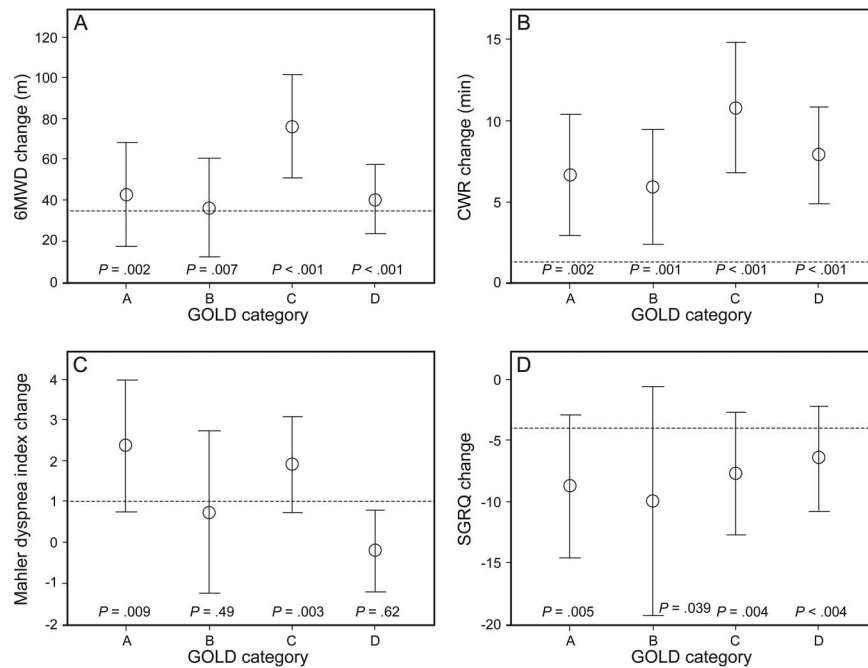 A
120
100
80
60
40
20
0
6MWD change (m)
P = .002 P = .007 P < .001 P < .001
A B C D
GOLD category
B
15
10
5
0
CWR change (min)
P = .002 P = .001 P < .001 P < .001
A B C D
GOLD category
C
4
3
2
1
0
-1
-2
Mahler dyspnea index change
P = .009 P = .49 P = .003 P = .62
A B C D
GOLD category
D
0
-5
-10
-15
-20
SGRQ change
P = .005 P = .039 P = .004 P < .004
A B C D
GOLD category